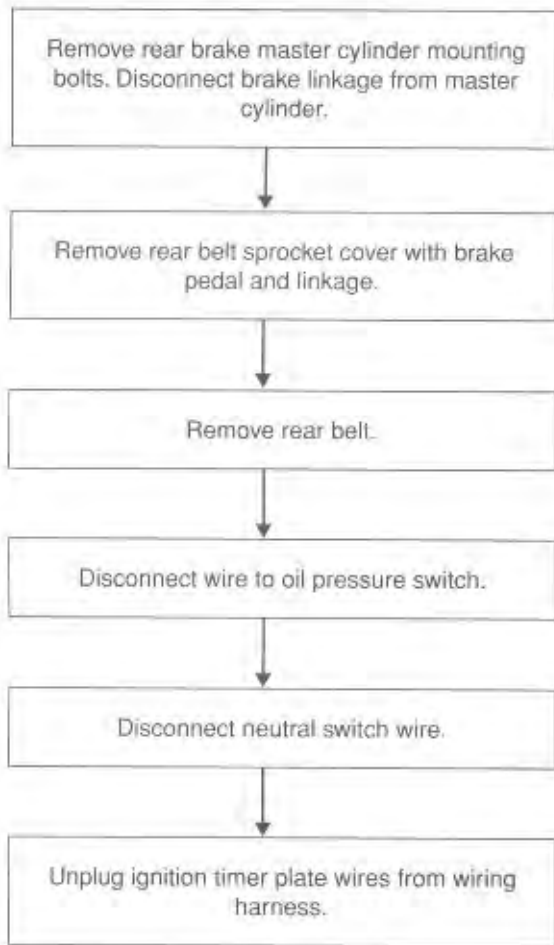 Remove rear brake master cylinder mounting
bolts. Disconnect brake linkage from master
cylinder.
Remove rear belt sprocket cover with brake
pedal and linkage.
Remove rear belt.
Disconnect wire to oil pressure switch.
Disconnect neutral switch wire.
Unplug ignition timer plate wires from wiring
harness.